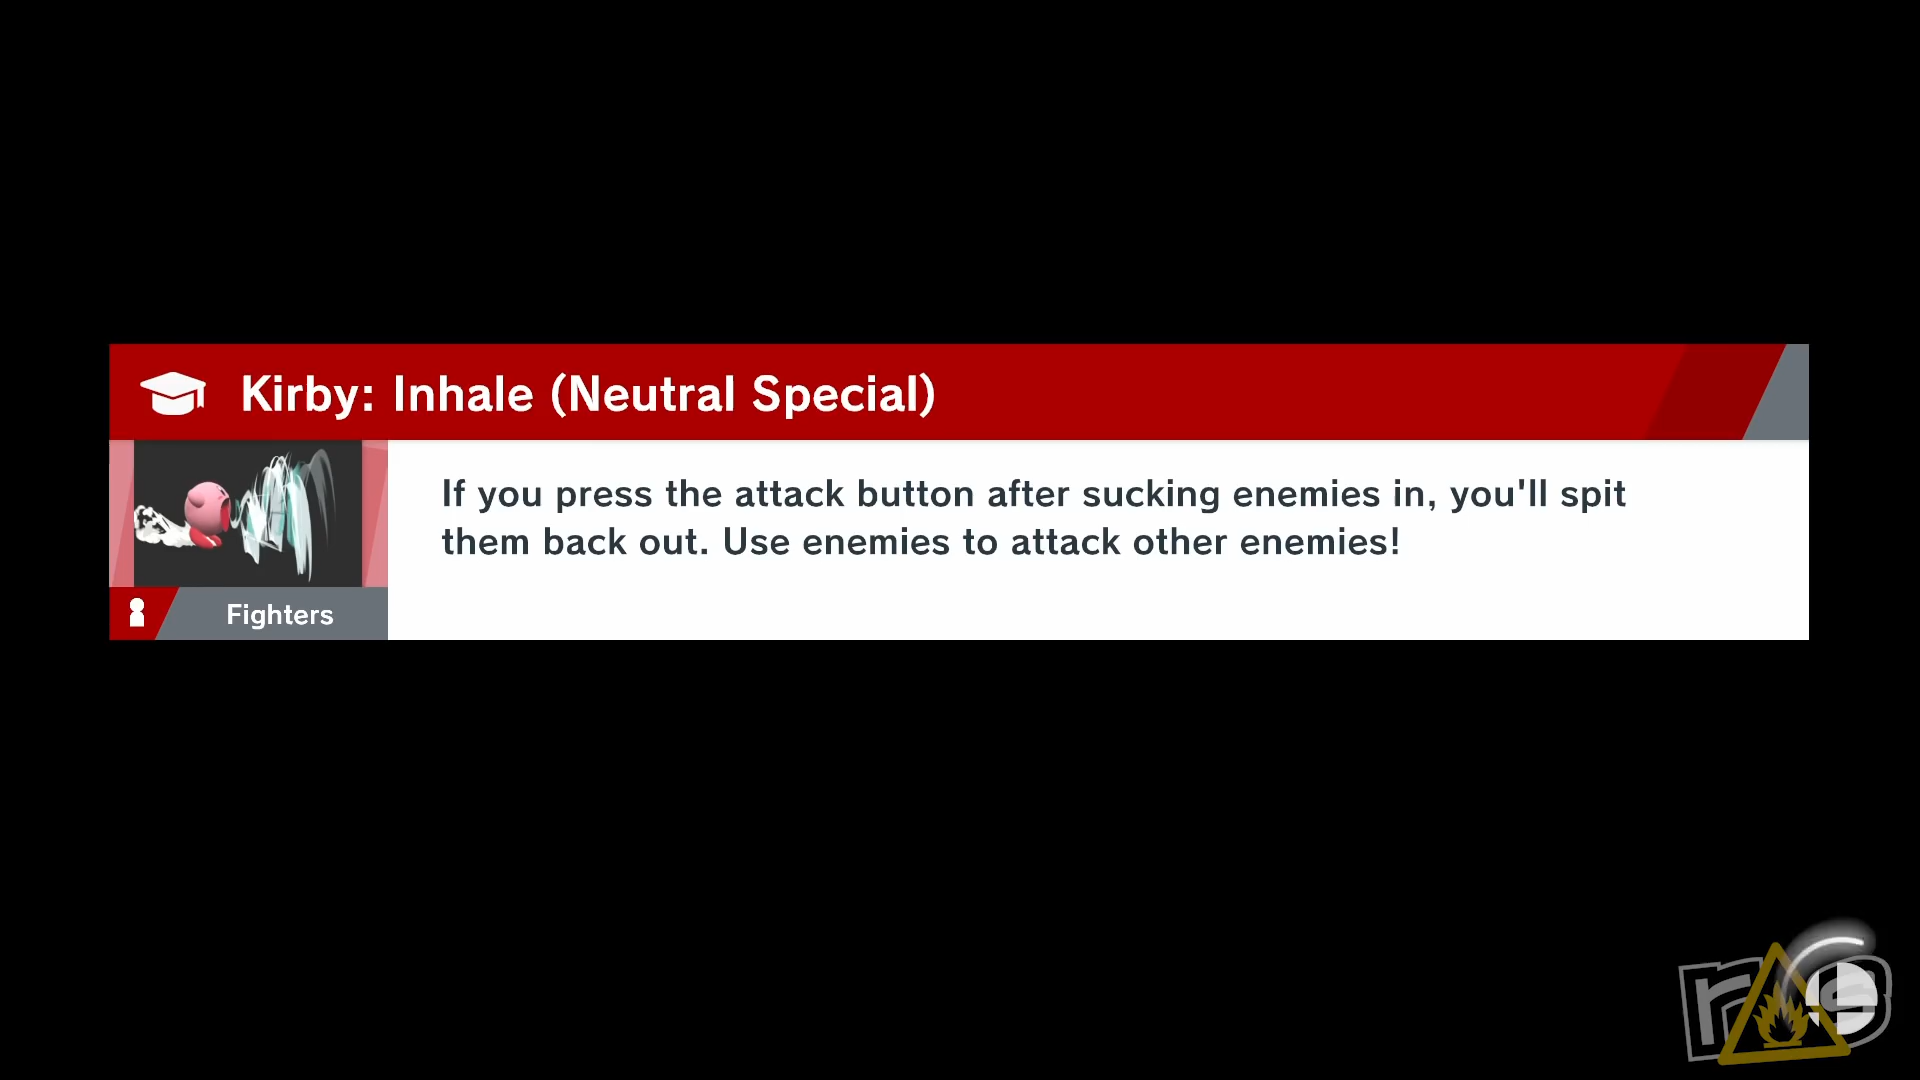 Kirby: Inhale (Neutral Special)
If you press the attack button after sucking enemies in, you'll spit
them back out. Use enemies to attack other enemies!
Fighters